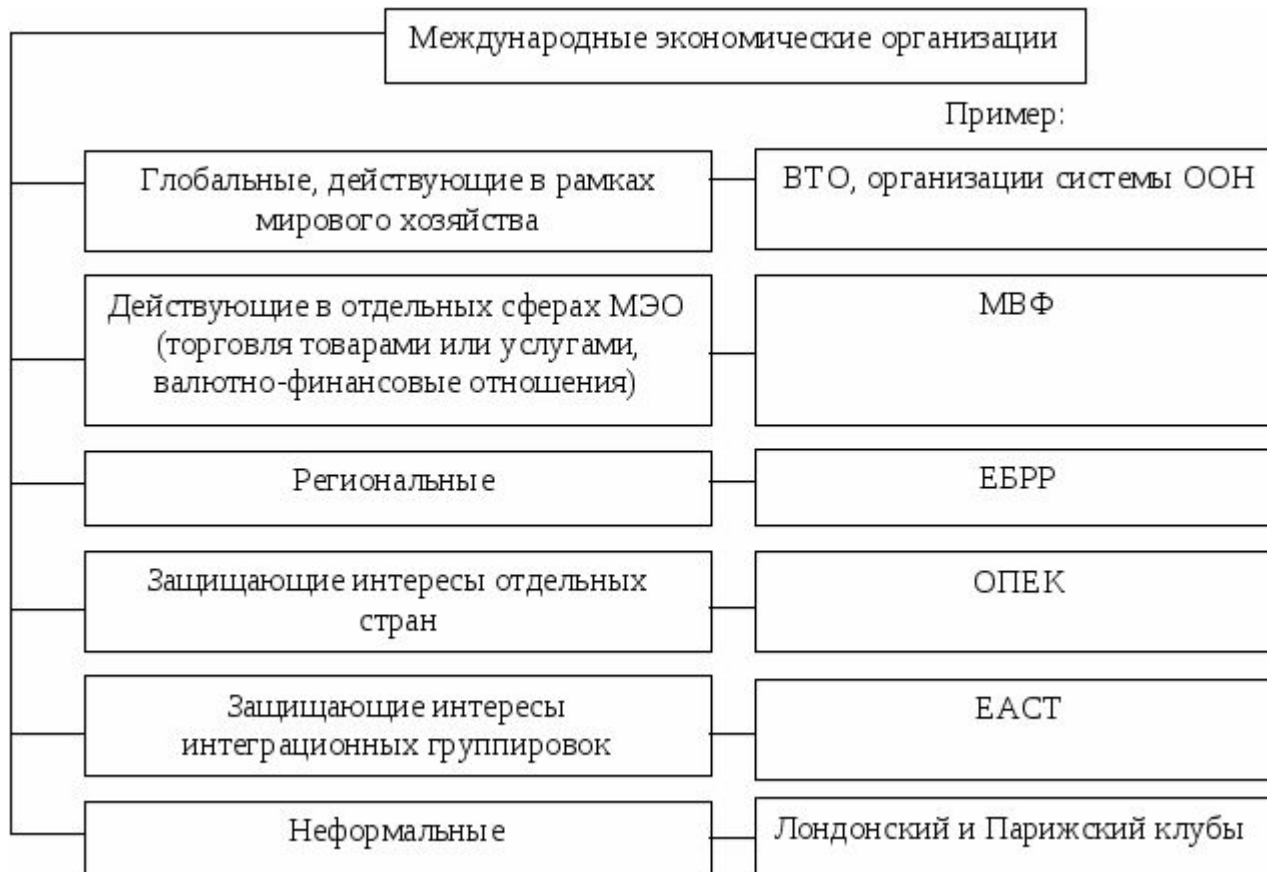 Международные экономические организации
Пример:
Глобальные, действующие в рамках
мирового хозяйства
ВТО, организации системы ООН
Действующие в отдельных сферах МЭО
(торговля товарами или услугами,
валютно-финансовые отношения)
МВФ
Региональные
ЕБРР
Защищающие интересы отдельных
стран
ОПЕК
Защищающие интересы
интеграционных группировок
ЕАСТ
Неформальные
Лондонский и Парижский клубы